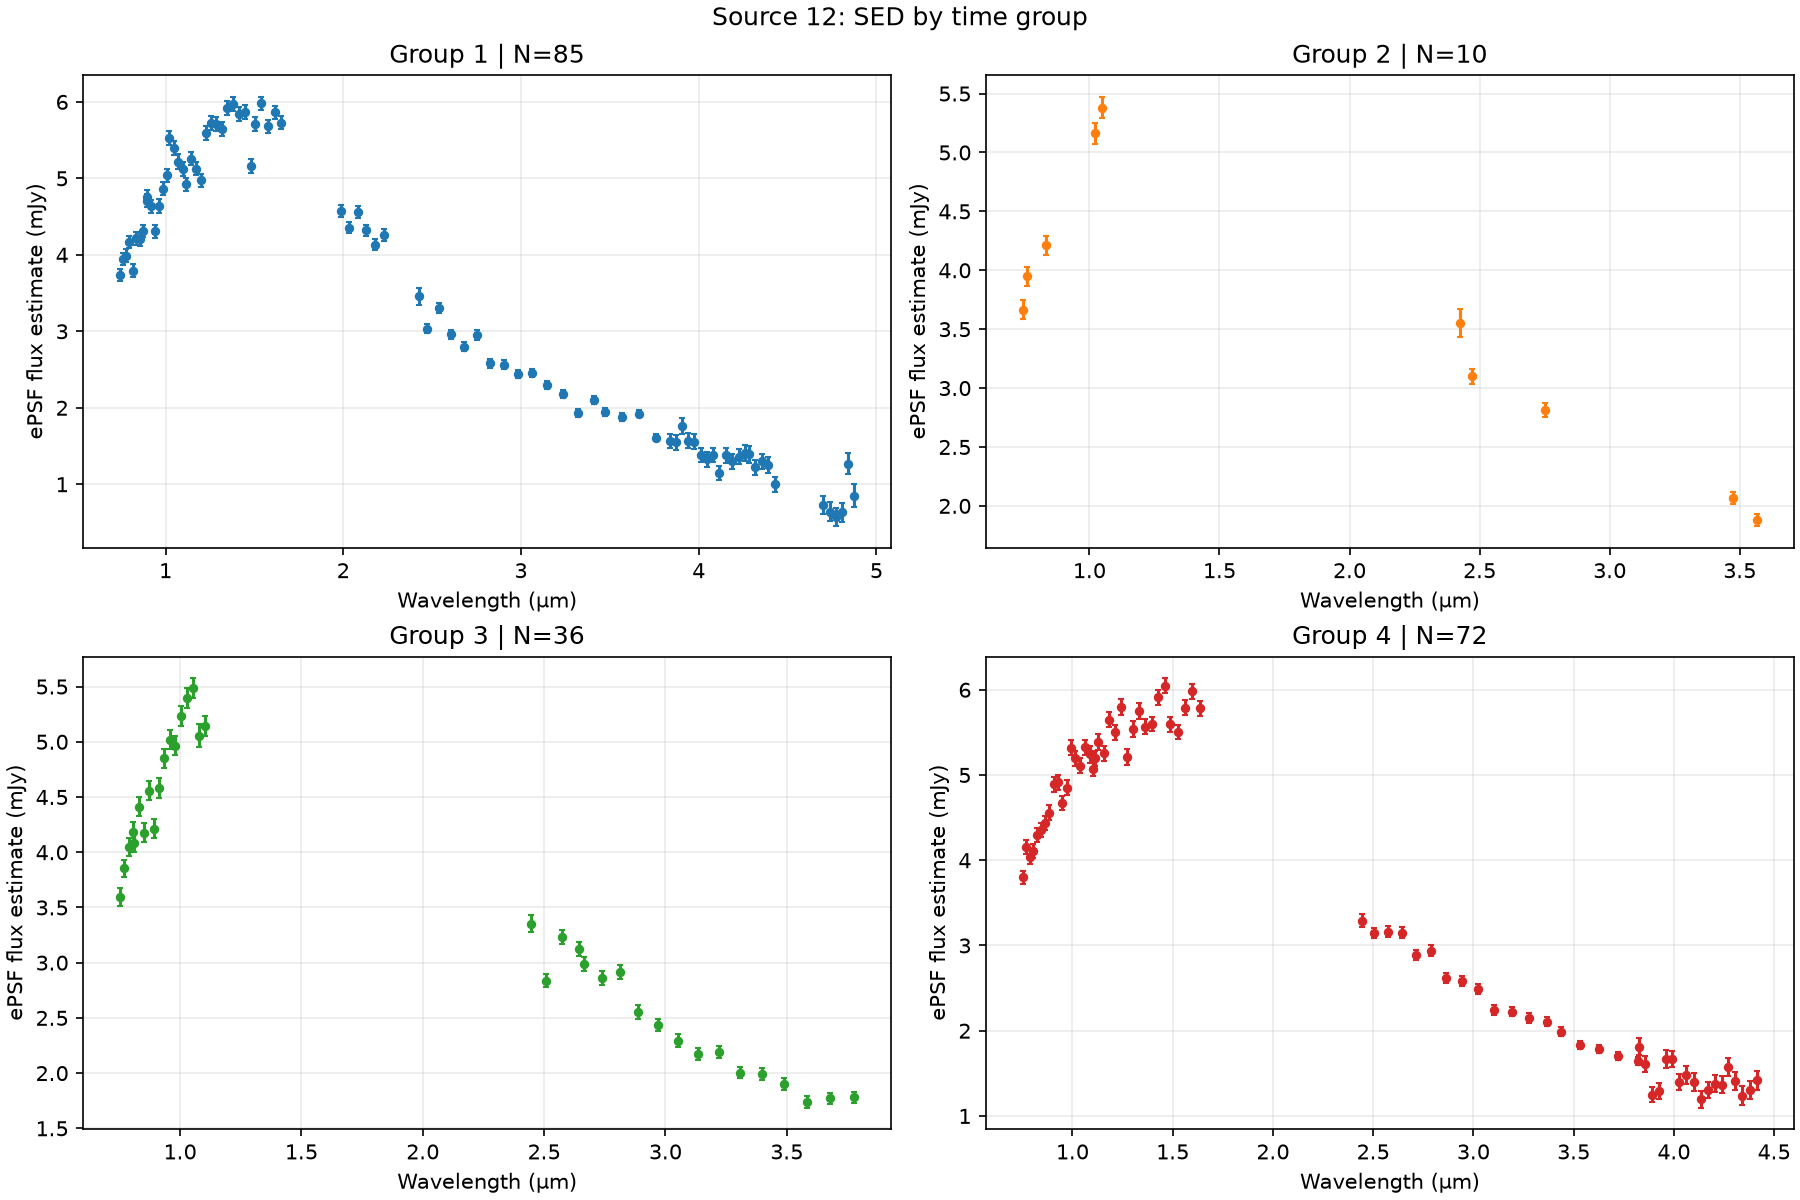 Source 12: SED by time group
Group 1 | N=85
ePSF flux estimate (mJy)
6
5
4
3
2
1
1 2 3 4 5
Wavelength (µm)
Group 2 | N=10
ePSF flux estimate (mJy)
5.5
5.0
4.5
4.0
3.5
3.0
2.5
2.0
1.0 1.5 2.0 2.5 3.0 3.5
Wavelength (µm)
Group 3 | N=36
ePSF flux estimate (mJy)
5.5
5.0
4.5
4.0
3.5
3.0
2.5
2.0
1.5
1.0 1.5 2.0 2.5 3.0 3.5
Wavelength (µm)
Group 4 | N=72
ePSF flux estimate (mJy)
6
5
4
3
2
1
1.0 1.5 2.0 2.5 3.0 3.5 4.0 4.5
Wavelength (µm)